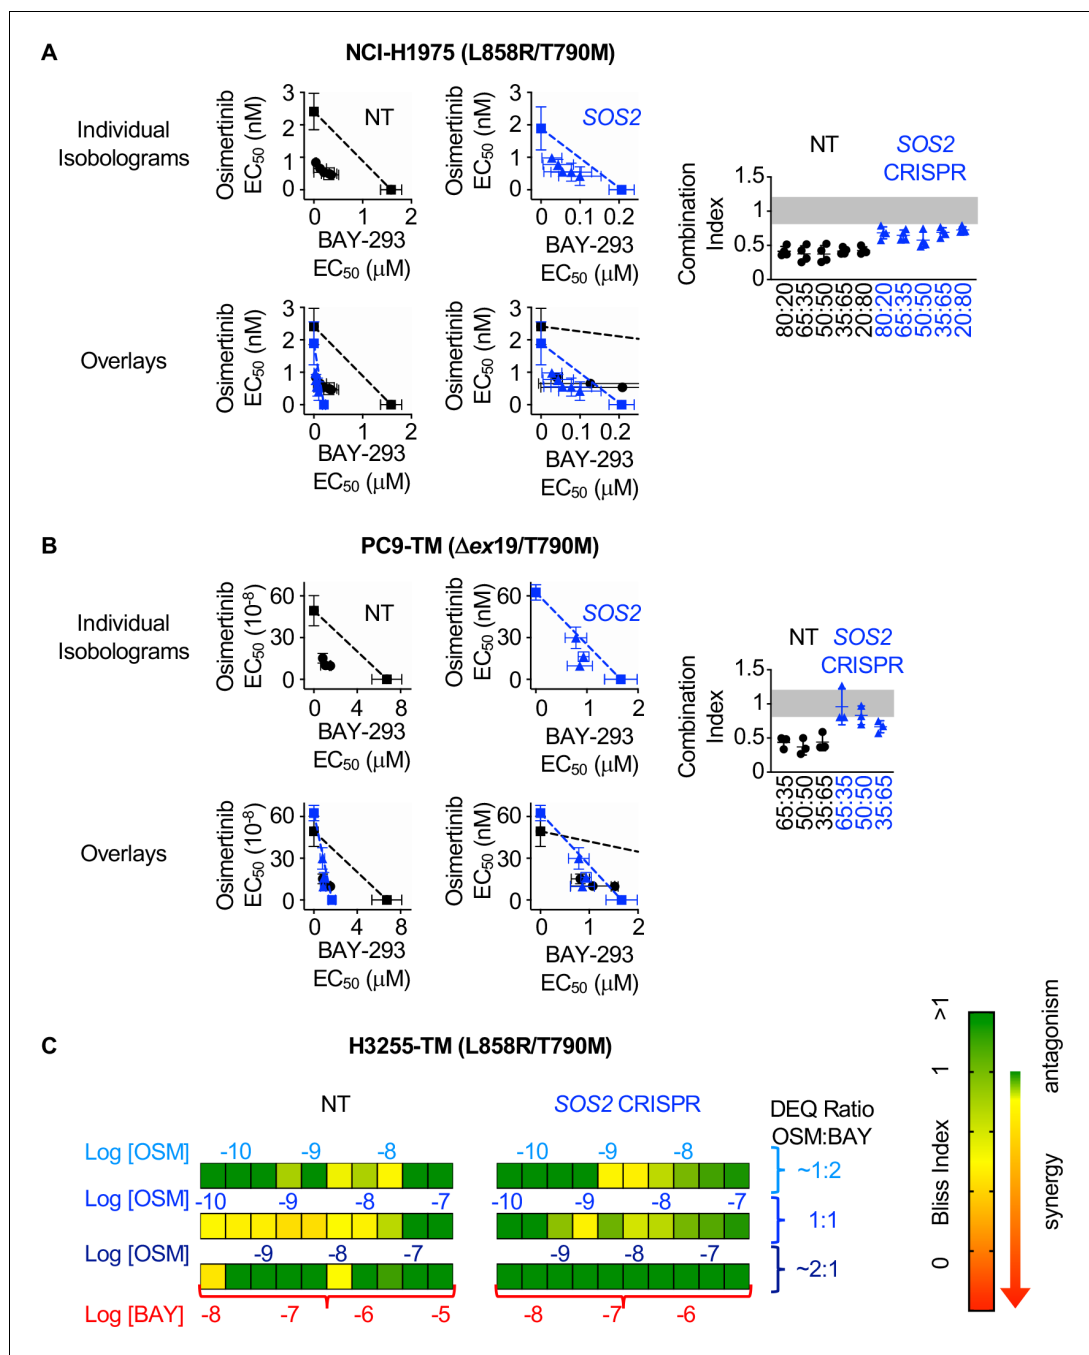 A
NCI-H1975 (L858R/T790M)
Individual Isobolograms
Osimertinib EC50 (nM)
3
2
1
0
NT
0 1 2
BAY-293 EC50 (μM)
Osimertinib EC50 (nM)
3
2
1
0
SOS2
0 0.1 0.2
BAY-293 EC50 (μM)
NT
SOS2 CRISPR
Combination Index
1.5
1
0.5
0
80:20 65:35 50:50 35:65 20:80 80:20 65:35 50:50 35:65 20:80
Overlays
Osimertinib EC50 (nM)
3
2
1
0
0 1 2
BAY-293 EC50 (μM)
Osimertinib EC50 (nM)
3
2
1
0
0 0.1 0.2
BAY-293 EC50 (μM)
B
PC9-TM (Δex19/T790M)
Individual Isobolograms
Osimertinib EC50 (10-8)
60
30
0
NT
0 4 8
BAY-293 EC50 (μM)
Osimertinib EC50 (nM)
60
30
0
SOS2
0 1 2
BAY-293 EC50 (μM)
NT
SOS2 CRISPR
Combination Index
1.5
1
0.5
0
65:35 50:50 35:65 65:35 50:50 35:65
Overlays
Osimertinib EC50 (10-8)
60
30
0
0 4 8
BAY-293 EC50 (μM)
Osimertinib EC50 (nM)
60
30
0
0 1 2
BAY-293 EC50 (μM)
C
H3255-TM (L858R/T790M)
NT
SOS2 CRISPR
DEQ Ratio OSM:BAY
Log [OSM] -10 -9 -8 -10 -9 -8
~1:2
Log [OSM] -10 -9 -8 -7 -10 -9 -8 -7
1:1
Log [OSM] -9 -8 -7 -9 -8 -7
~2:1
Log [BAY] -8 -7 -6 -5 -8 -7 -6
Bliss Index
0 1 >1
antagonism
synergy